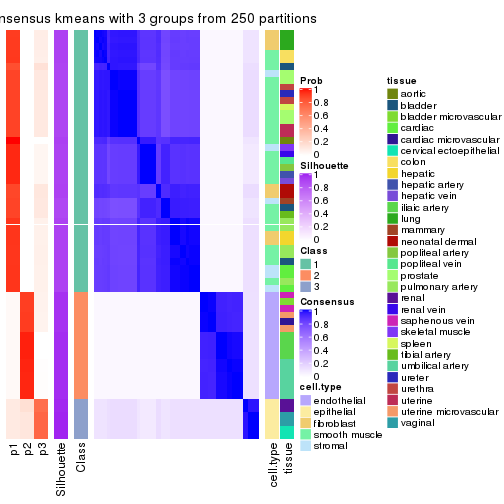 nsensus kmeans with 3 groups from 250 partitions
Prob
1
0.8
0.6
0.4
0.2
0
Silhouette
1
0.8
0.6
0.4
0.2
0
Class
1
2
3
Consensus
1
0.8
0.6
0.4
0.2
0
cell.type
endothelial
epithelial
fibroblast
smooth muscle
stromal
tissue
aortic
bladder
bladder microvascular
cardiac
cardiac microvascular
cervical ectoepithelial
colon
hepatic
hepatic artery
hepatic vein
iliaic artery
lung
mammary
neonatal dermal
popliteal artery
popliteal vein
prostate
pulmonary artery
renal
renal vein
saphenous vein
skeletal muscle
spleen
tibial artery
umbilical artery
ureter
urethra
uterine
uterine microvascular
vaginal
p1
p2
p3
Silhouette
Class
cell.type
tissue